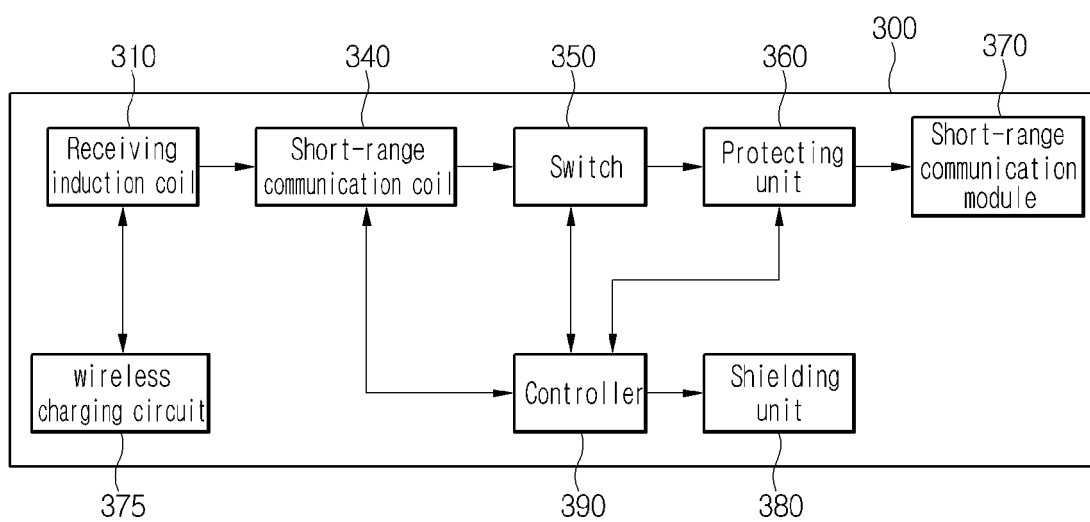 310
340
350
360
300
370
Receiving
induction coil
Short-range
communication coil
Switch
Protecting
unit
Short-range
communication
module
wireless
charging circuit
Controller
Shielding
unit
375
390
380